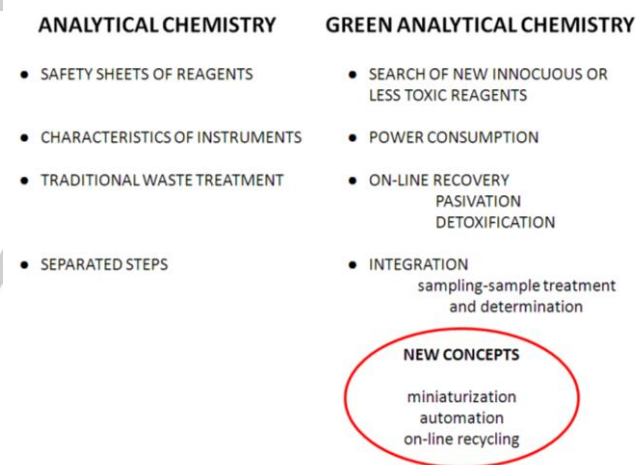 ANALYTICAL CHEMISTRY
GREEN ANALYTICAL CHEMISTRY
● SAFETY SHEETS OF REAGENTS
● SEARCH OF NEW INNOCUOUS OR
LESS TOXIC REAGENTS
● CHARACTERISTICS OF INSTRUMENTS
● POWER CONSUMPTION
● TRADITIONAL WASTE TREATMENT
● ON-LINE RECOVERY
PASIVATION
DETOXIFICATION
● SEPARATED STEPS
● INTEGRATION
sampling-sample treatment
and determination
NEW CONCEPTS
miniaturization
automation
on-line recycling